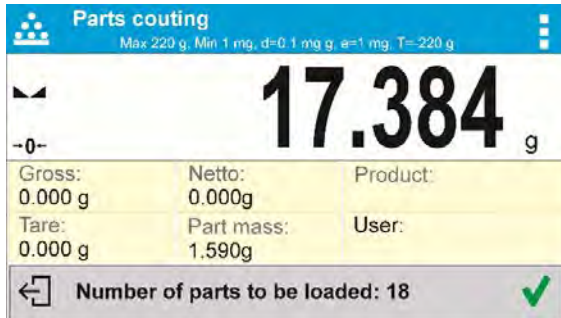 Parts couting
Max 220 g, Min 1 mg, d=0.1 mg g, e=1 mg, T=-220 g
→0←
17.384 g
Gross: Netto: Product:
0.000 g 0.000g
Tare: Part mass: User:
0.000 g 1.590g
Number of parts to be loaded: 18